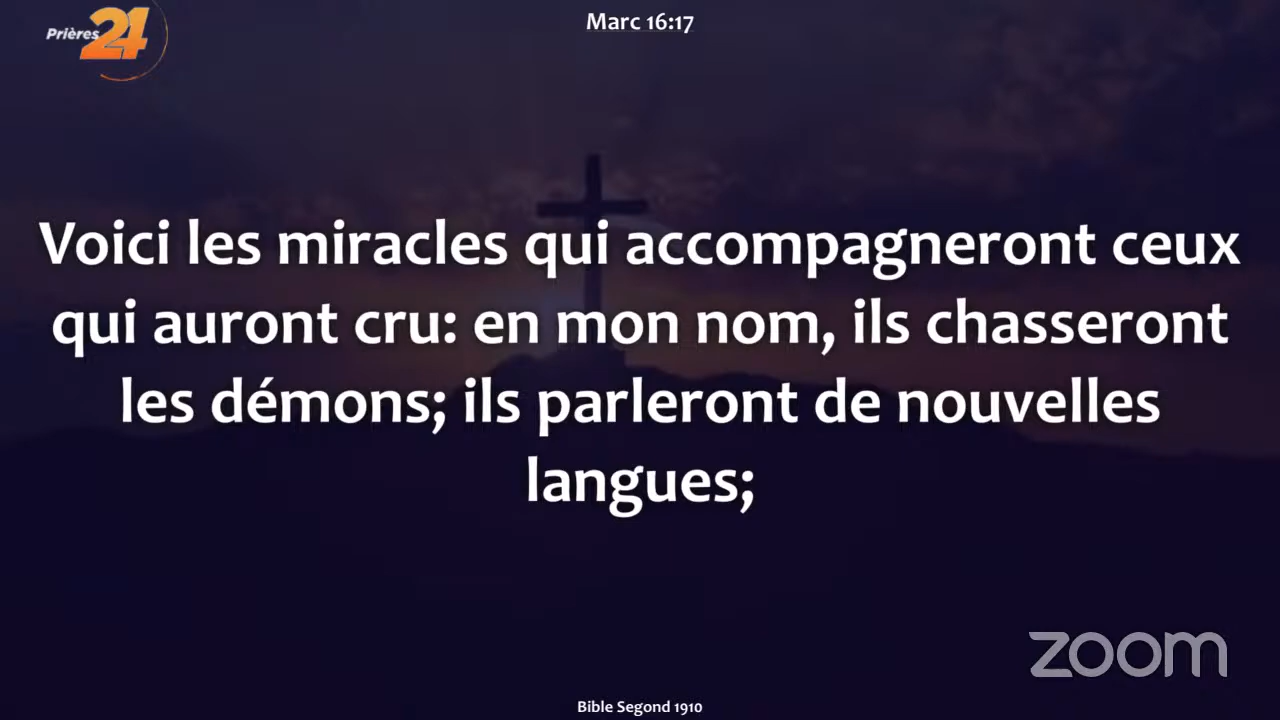 Prières 24
Marc 16:17
Voici les miracles qui accompagneront ceux
qui auront cru: en mon nom, ils chasseront
les démons; ils parleront de nouvelles
langues;
zoom
Bible Segond 1910